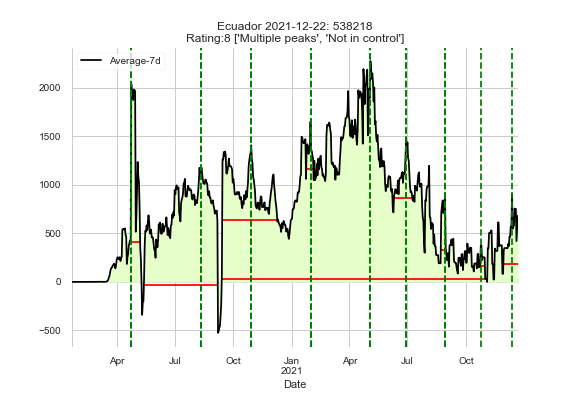 Ecuador 2021-12-22: 538218
Rating:8 ['Multiple peaks', 'Not in control']
Average-7d
2000
1500
1000
500
0
−500
Apr
Jul
Oct
Jan
2021
Apr
Jul
Oct
Date